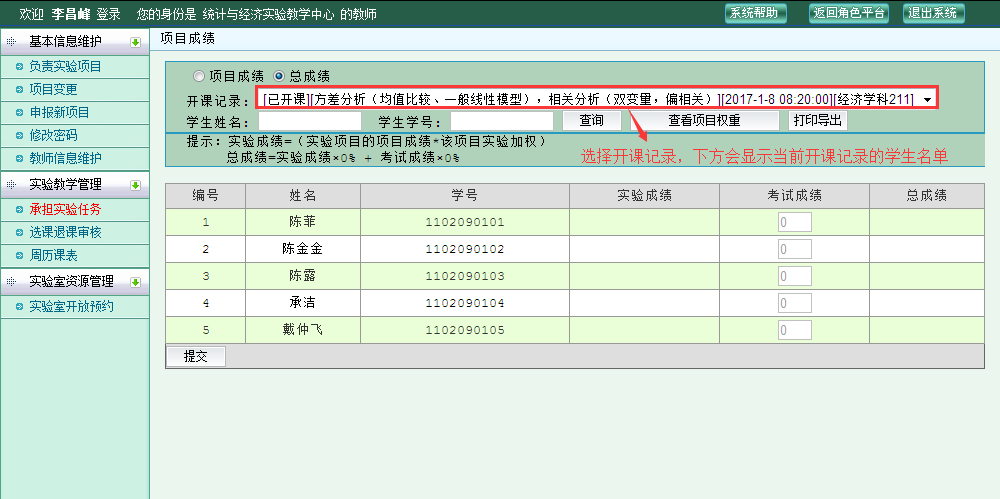 欢迎 李昌峰 登录 您的身份是 统计与经济实验教学中心 的教师 系统帮助 返回角色平台 退出系统
基本信息维护
负责实验项目
项目变更
申报新项目
修改密码
教师信息维护
实验教学管理
承担实验任务
选课退课审核
周历课表
实验室资源管理
实验室开放预约
项目成绩
项目成绩 总成绩
开课记录: [已开课][方差分析（均值比较、一般线性模型），相关分析（双变量，偏相关）][2017-1-8 08:20:00][经济学科211]
学生姓名: 学生学号: 查询 查看项目权重 打印导出
提示: 实验成绩=（实验项目的项目成绩*该项目实验加权）
总成绩=实验成绩×0% + 考试成绩×0%
选择开课记录，下方会显示当前开课记录的学生名单
编号 姓名 学号 实验成绩 考试成绩 总成绩
1 陈菲 1102090101 0
2 陈金金 1102090102 0
3 陈露 1102090103 0
4 承洁 1102090104 0
5 戴仲飞 1102090105 0
提交